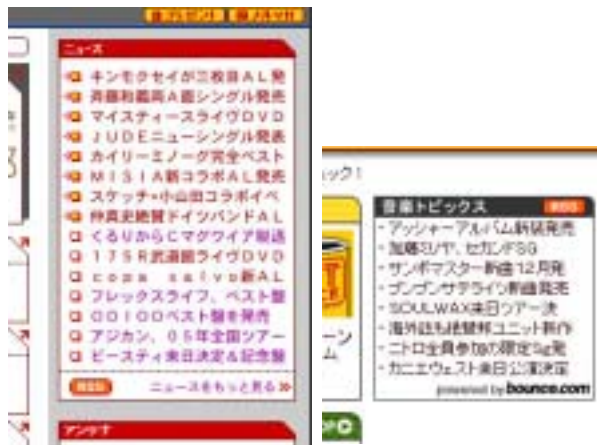 ニュース
キンモクセイが三枚目ＡＬ発
斉藤和義両Ａ面シングル発売
マイスティースライヴＤＶＤ
ＪＵＤＥニューシングル発表
カイリーミノーグ完全ベスト
ＭＩＳＩＡ新コラボＡＬ発売
スケッチ・小山田コラボイベ
仲真史絶賛ドイツバンドＡＬ
くるりからＣマグワイア脱退
１７５Ｒ武道館ライヴＤＶＤ
ｃｏｐａ ｓａｌｖｏ新ＡＬ
フレックスライフ、ベスト盤
ＯＯＩＯＯベスト盤を発売
アジカン、０５年全国ツアー
ビースティ来日決定＆記念盤
RSS
ニュースをもっと見る
アンテナ
ック!
音楽トピックス
RSS
・アッシャーアルバム新装発売
・加藤ミリヤ、セカンドSG
・サンボマスター新曲12月発
・ブンブンサテライツ新曲発売
・SOULWAX来日ツアー決
・海外誌も絶賛邦ユニット新作
・ニトロ全員参加の限定Sg発
・カニエウェスト来日公演決定
powered by bounce.com
ーン
ム